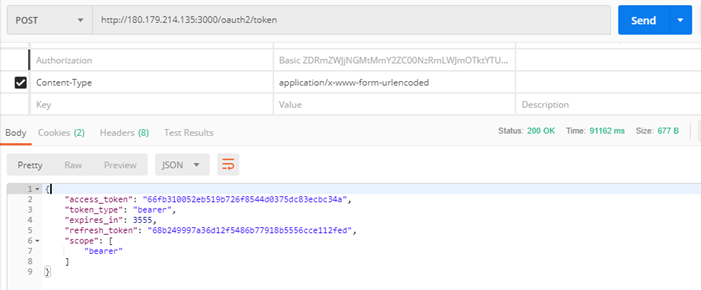 POST http://180.179.214.135:3000/oauth2/token Send
Authorization Basic ZDRmZWJjNGMtMmY2ZC00NzRmLWJmOTktYTU...
Content-Type application/x-www-form-urlencoded
Key Value Description
Body Cookies (2) Headers (8) Test Results Status: 200 OK Time: 91162 ms Size: 677 B
Pretty Raw Preview JSON
1 {
2 "access_token": "66fb310052eb519b726f8544d0375dc83ecbc34a",
3 "token_type": "bearer",
4 "expires_in": 3555,
5 "refresh_token": "68b249997a36d12f5486b77918b5556cce112fed",
6 "scope": [
7 "bearer"
8 ]
9 }